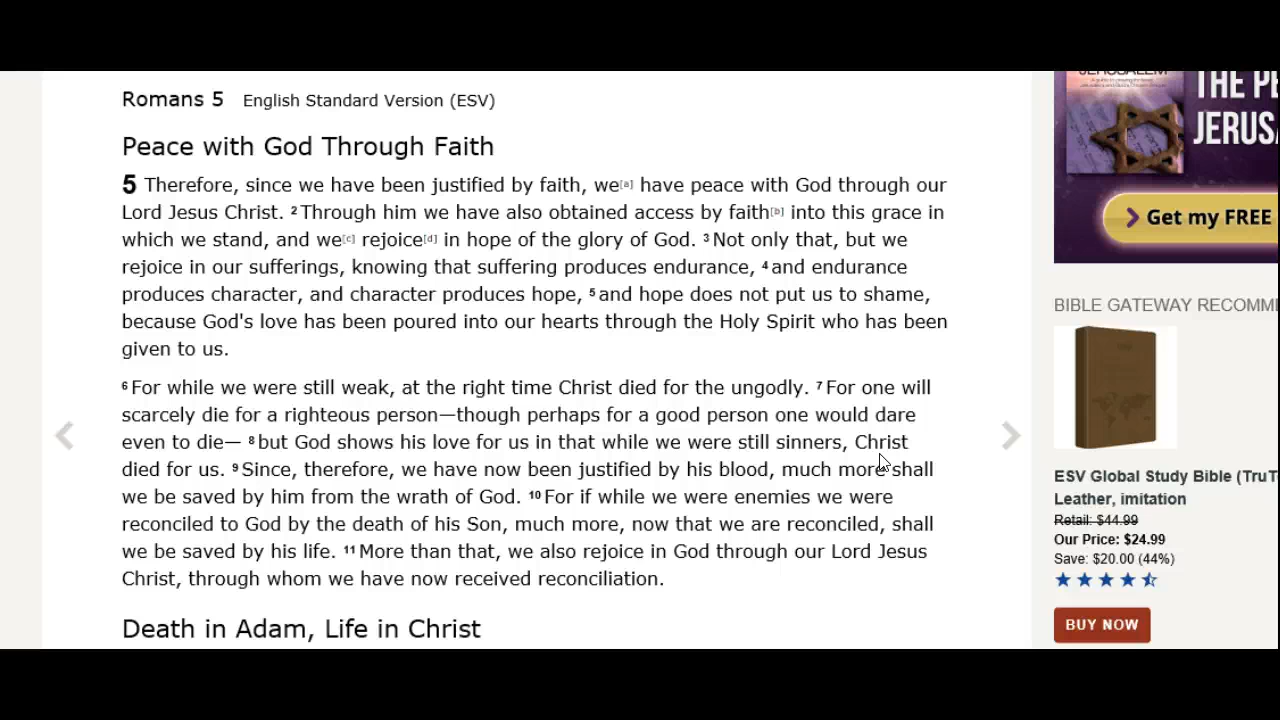 Romans 5 English Standard Version (ESV)
Peace with God Through Faith
5 Therefore, since we have been justified by faith, we[a] have peace with God through our
Lord Jesus Christ. 2 Through him we have also obtained access by faith[b] into this grace in
which we stand, and we[c] rejoice[d] in hope of the glory of God. 3 Not only that, but we
rejoice in our sufferings, knowing that suffering produces endurance, 4 and endurance
produces character, and character produces hope, 5 and hope does not put us to shame,
because God's love has been poured into our hearts through the Holy Spirit who has been
given to us.
6 For while we were still weak, at the right time Christ died for the ungodly. 7 For one will
scarcely die for a righteous person—though perhaps for a good person one would dare
even to die— 8 but God shows his love for us in that while we were still sinners, Christ
died for us. 9 Since, therefore, we have now been justified by his blood, much more shall
we be saved by him from the wrath of God. 10 For if while we were enemies we were
reconciled to God by the death of his Son, much more, now that we are reconciled, shall
we be saved by his life. 11 More than that, we also rejoice in God through our Lord Jesus
Christ, through whom we have now received reconciliation.
Death in Adam, Life in Christ
JERUSALEM
THE PE
JERUSA
Get my FREE
BIBLE GATEWAY RECOMM
ESV Global Study Bible (TruT
Leather, imitation
Retail: $44.99
Our Price: $24.99
Save: $20.00 (44%)
BUY NOW